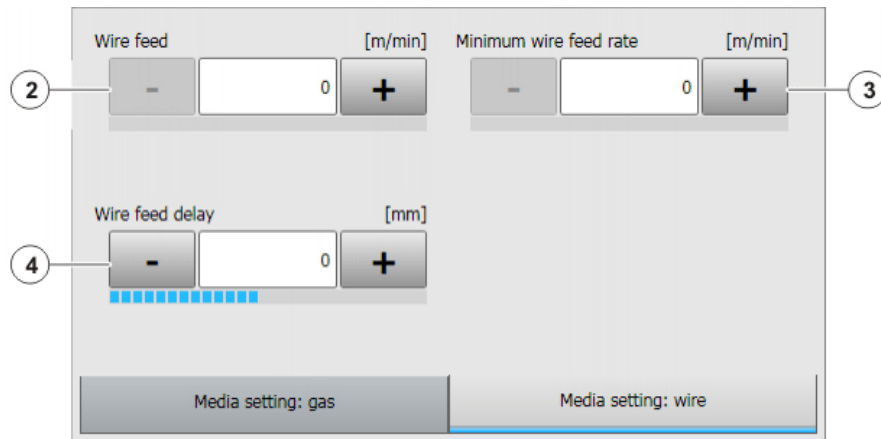 Wire feed [m/min] Minimum wire feed rate [m/min]
2 - 0 + - 0 + 3
Wire feed delay [mm]
4 - 0 +
Media setting: gas Media setting: wire